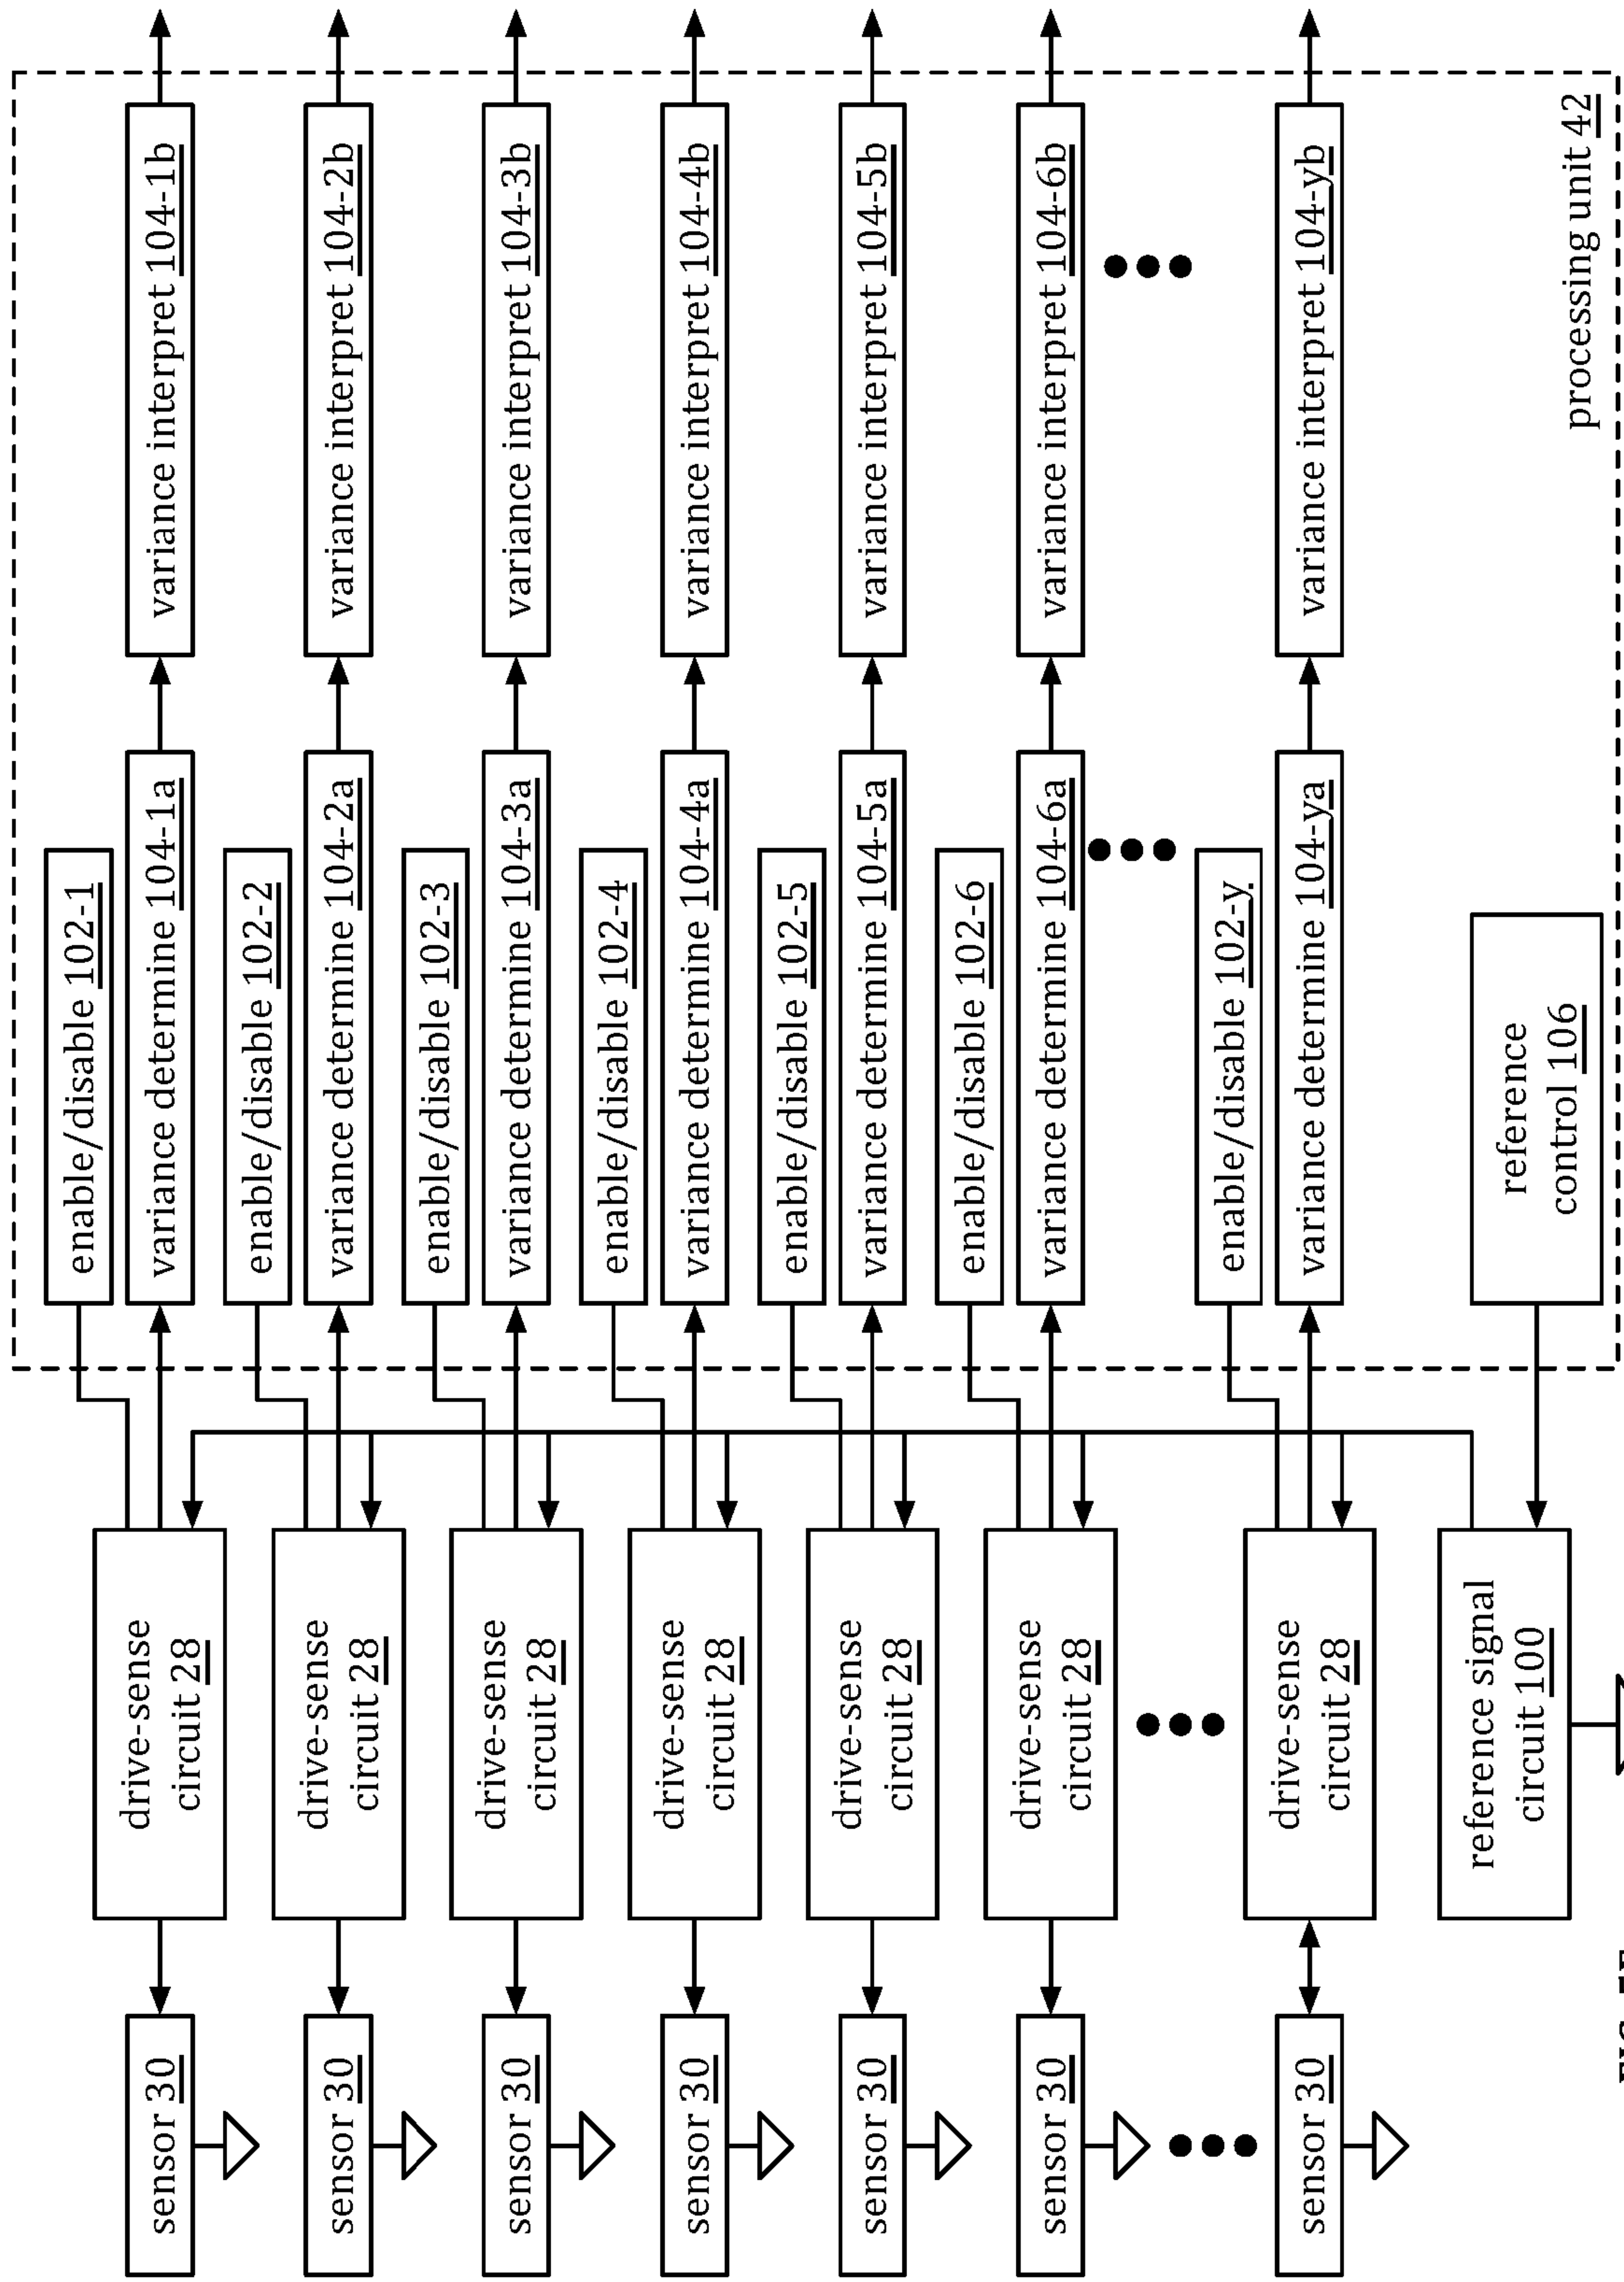 enable/disable 102-1
variance determine 104-1a
variance interpret 104-1b
drive-sense
circuit 28
sensor 30
enable/disable 102-2
variance determine 104-2a
variance interpret 104-2b
drive-sense
circuit 28
sensor 30
enable/disable 102-3
variance determine 104-3a
variance interpret 104-3b
drive-sense
circuit 28
sensor 30
enable/disable 102-4
variance determine 104-4a
variance interpret 104-4b
drive-sense
circuit 28
sensor 30
enable/disable 102-5
variance determine 104-5a
variance interpret 104-5b
drive-sense
circuit 28
sensor 30
enable/disable 102-6
variance determine 104-6a
variance interpret 104-6b
drive-sense
circuit 28
sensor 30
enable/disable 102-y
variance determine 104-ya
variance interpret 104-yb
drive-sense
circuit 28
sensor 30
reference signal
circuit 100
reference
control 106
processing unit 42